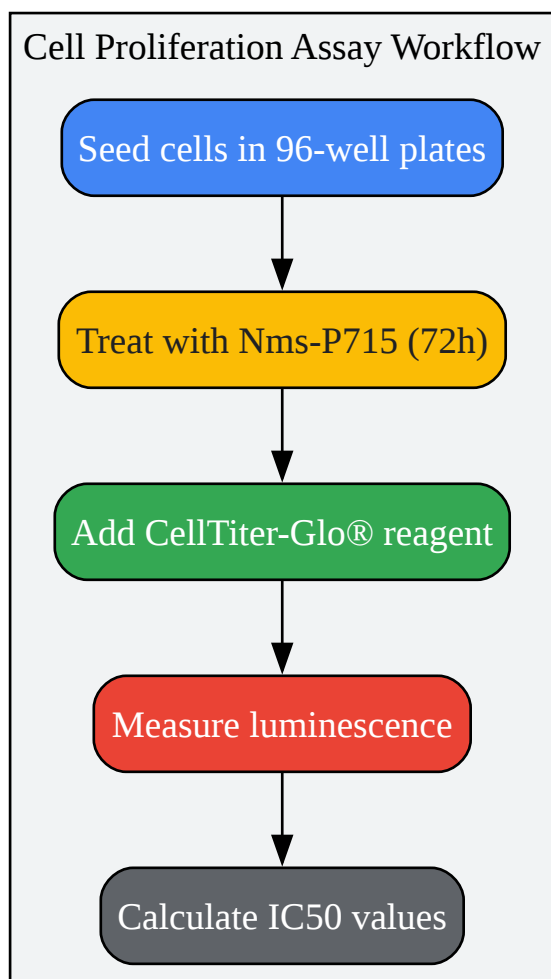 Cell Proliferation Assay Workflow
Seed cells in 96-well plates
Treat with Nms-P715 (72h)
Add CellTiter-Glo® reagent
Measure luminescence
Calculate IC50 values